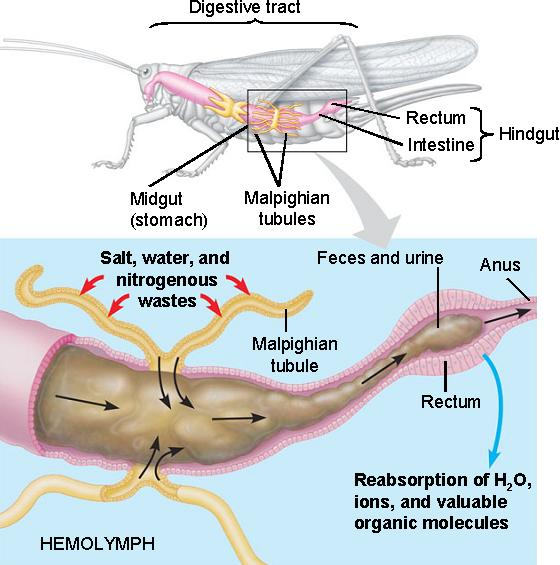 Digestive tract
Rectum
Intestine
Hindgut
Midgut
(stomach)
Malpighian
tubules
Salt, water, and
nitrogenous
wastes
Feces and urine
Anus
Malpighian
tubule
Rectum
Reabsorption of H₂O,
ions, and valuable
organic molecules
HEMOLYMPH